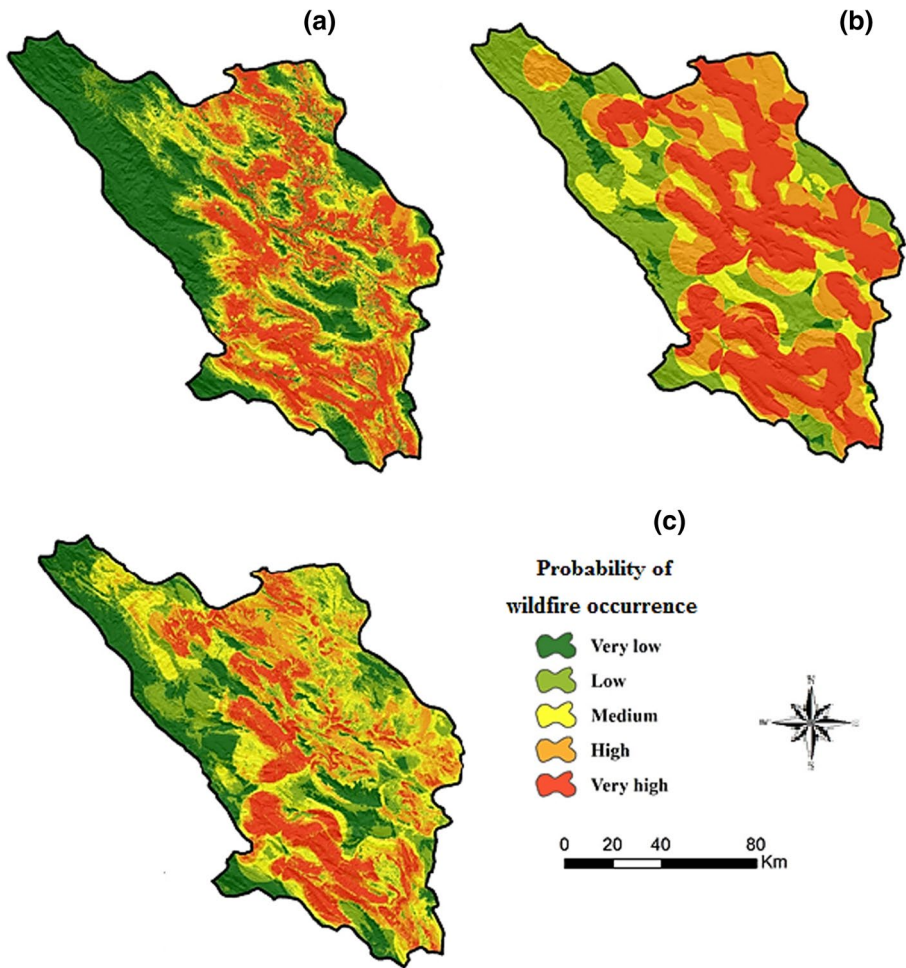 (a)
(b)
(c)
Probability of
wildfire occurrence
Very low
Low
Medium
High
Very high
N
W
E
S
0 20 40 80
Km